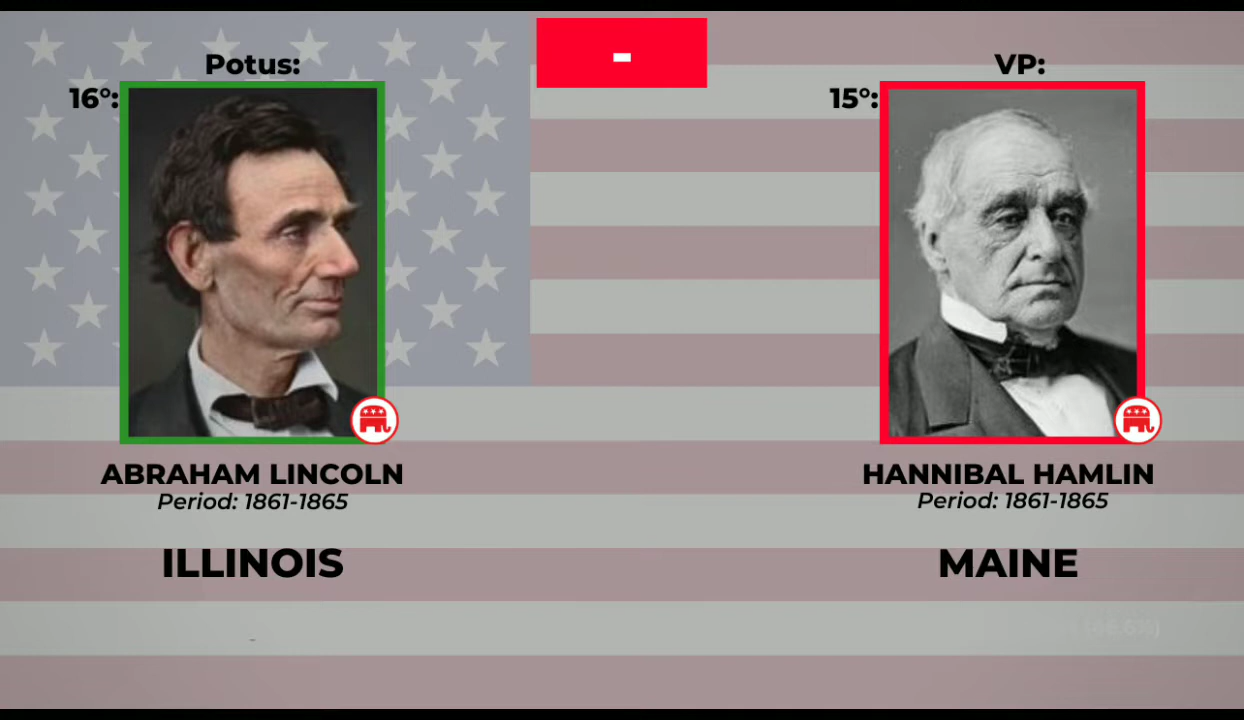 -
Potus:
16°:
ABRAHAM LINCOLN
Period: 1861-1865
ILLINOIS
-
VP:
15°:
HANNIBAL HAMLIN
Period: 1861-1865
MAINE